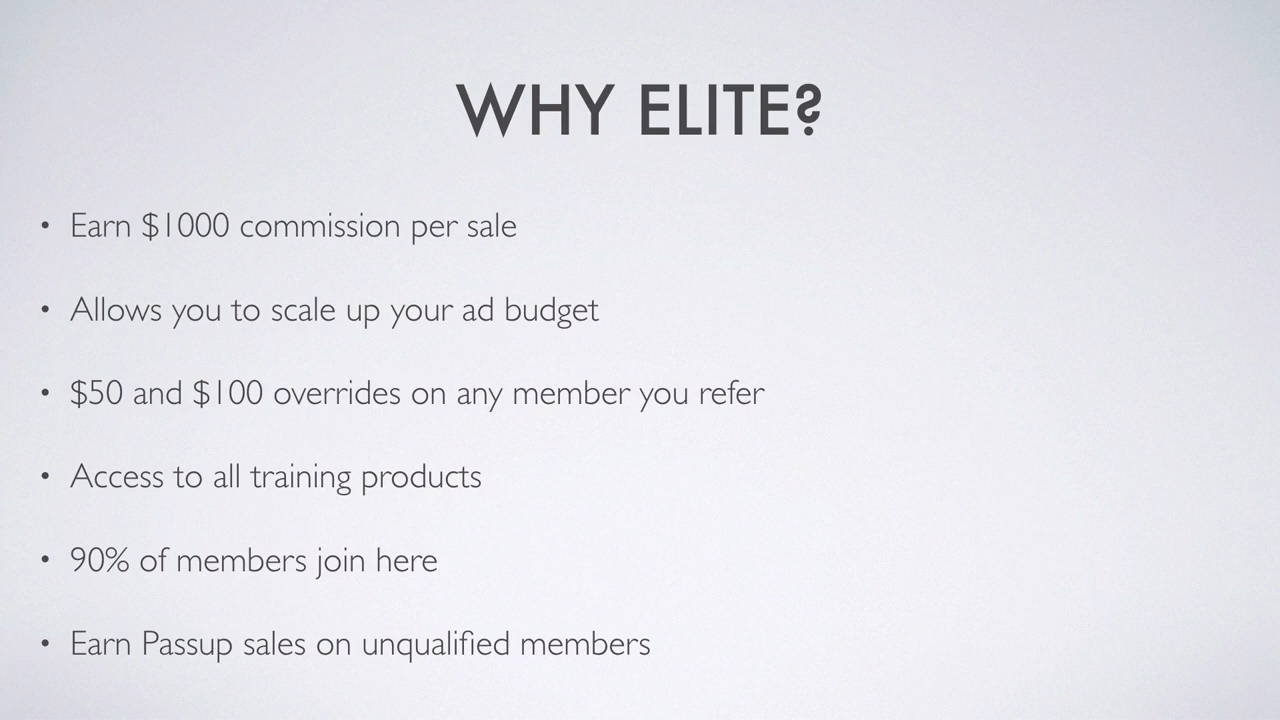 WHY ELITE?
• Earn $1000 commission per sale
• Allows you to scale up your ad budget
• $50 and $100 overrides on any member you refer
• Access to all training products
• 90% of members join here
• Earn Passup sales on unqualified members